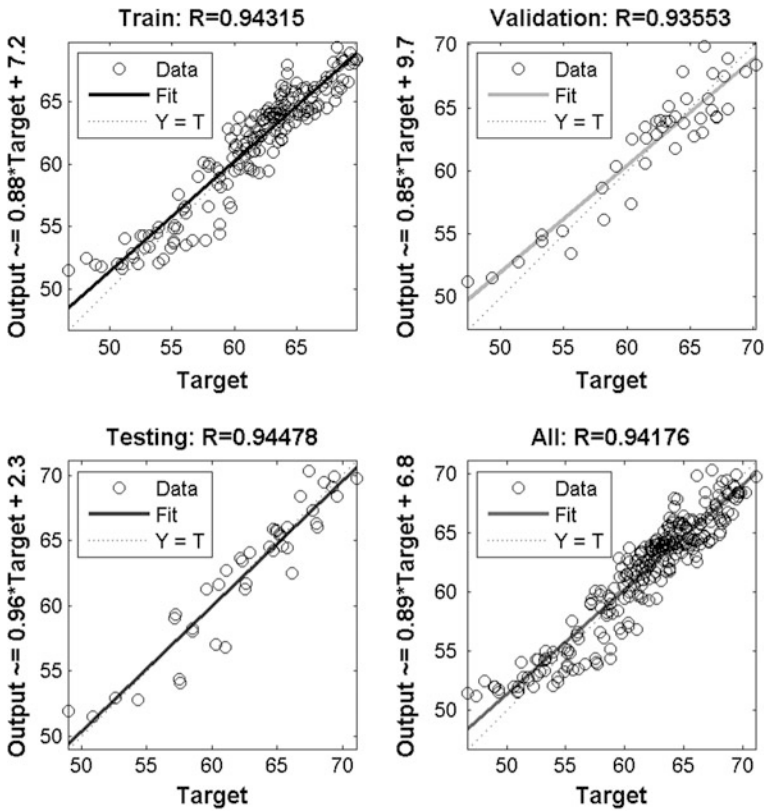 Train: R=0.94315
Output ~= 0.88*Target + 7.2
Data
Fit
Y = T
65
60
55
50
50 55 60 65
Target
Validation: R=0.93553
Output ~= 0.85*Target + 9.7
Data
Fit
Y = T
70
65
60
55
50
50 55 60 65 70
Target
Testing: R=0.94478
Output ~= 0.96*Target + 2.3
Data
Fit
Y = T
70
65
60
55
50
50 55 60 65 70
Target
All: R=0.94176
Output ~= 0.89*Target + 6.8
Data
Fit
Y = T
70
65
60
55
50
50 55 60 65 70
Target